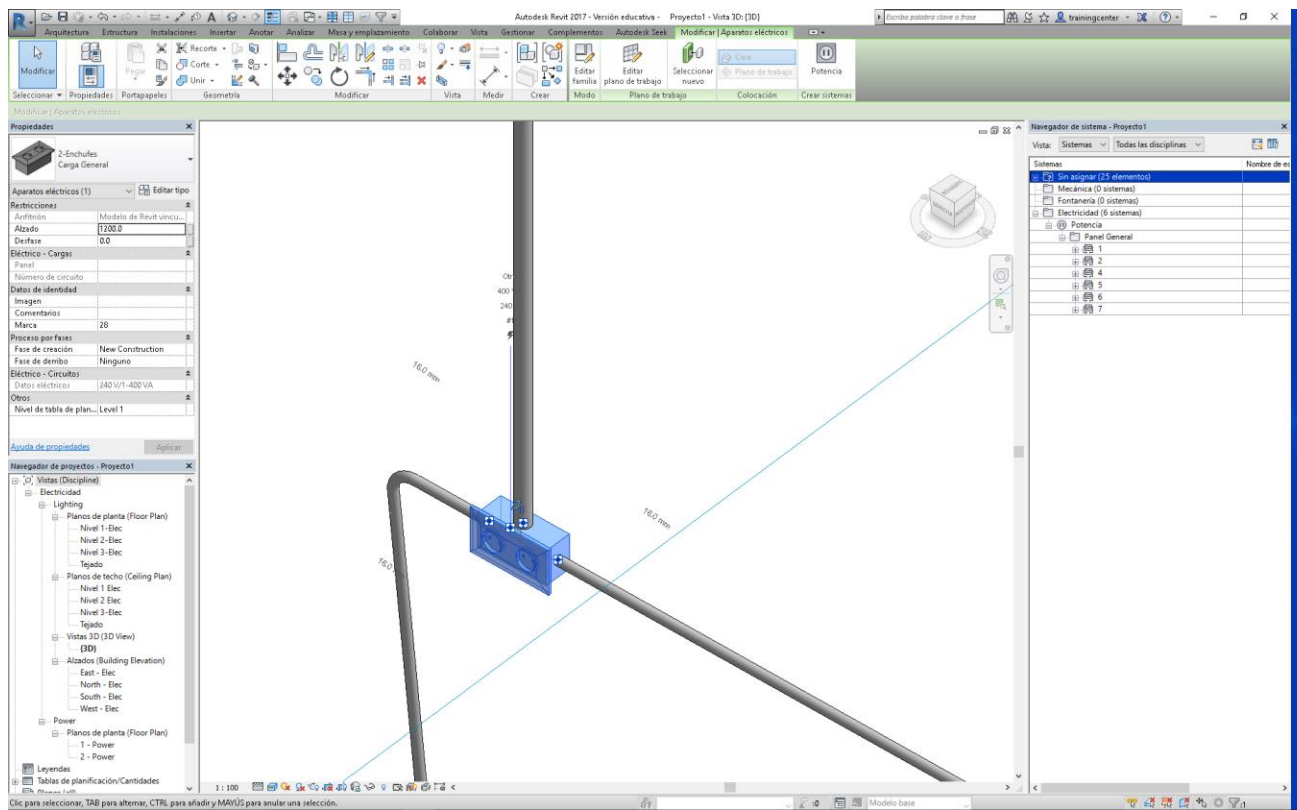 Autodesk Revit 2017 - Versión educativa - Proyecto1 - Vista 3D: {3D}
Escriba palabra clave o frase
trainingcenter
Arquitectura Estructura Instalaciones Insertar Anotar Analizar Masa y emplazamiento Colaborar Vista Gestionar Complementos Autodesk Seek Modificar | Aparatos eléctricos
Modificar
Pegar
Recorte
Corte
Unir
Editar familia
Editar plano de trabajo
Seleccionar nuevo
Cara
Plano de trabajo
Potencia
Seleccionar Propiedades Portapapeles Geometría Modificar Vista Medir Crear Modo Plano de trabajo Colocación Crear sistemas
Modificar | Aparatos eléctricos
Propiedades
2-Enchufes
Carga General
Aparatos eléctricos (1) Editar tipo
Restricciones
Anfitrión Modelo de Revit vincu...
Alzado 1200.0
Desfase 0.0
Eléctrico - Cargas
Panel
Número de circuito
Datos de identidad
Imagen
Comentarios
Marca 28
Proceso por fases
Fase de creación New Construction
Fase de derribo Ninguno
Eléctrico - Circuitos
Datos eléctricos 240 V/1-400 VA
Otros
Nivel de tabla de plan... Level 1
Ayuda de propiedades Aplicar
Navegador de proyectos - Proyecto1
Vistas (Discipline)
Electricidad
Lighting
Planos de planta (Floor Plan)
Nivel 1-Elec
Nivel 2-Elec
Nivel 3-Elec
Tejado
Planos de techo (Ceiling Plan)
Nivel 1 Elec
Nivel 2 Elec
Nivel 3-Elec
Tejado
Vistas 3D (3D View)
{3D}
Alzados (Building Elevation)
East - Elec
North - Elec
South - Elec
West - Elec
Power
Planos de planta (Floor Plan)
1 - Power
2 - Power
Leyendas
Tablas de planificación/Cantidades
Otr
400
240
#1
16.0 mm
16.0 mm
16.0
1 : 100
Navegador de sistema - Proyecto1
Vista: Sistemas Todas las disciplinas
Sistemas Nombre de es
Sin asignar (25 elementos)
Mecánica (0 sistemas)
Fontanería (0 sistemas)
Electricidad (6 sistemas)
Potencia
Panel General
1
2
4
5
6
7
Clic para seleccionar, TAB para alternar, CTRL para añadir y MAYÚS para anular una selección.
:0
Modelo base
:1